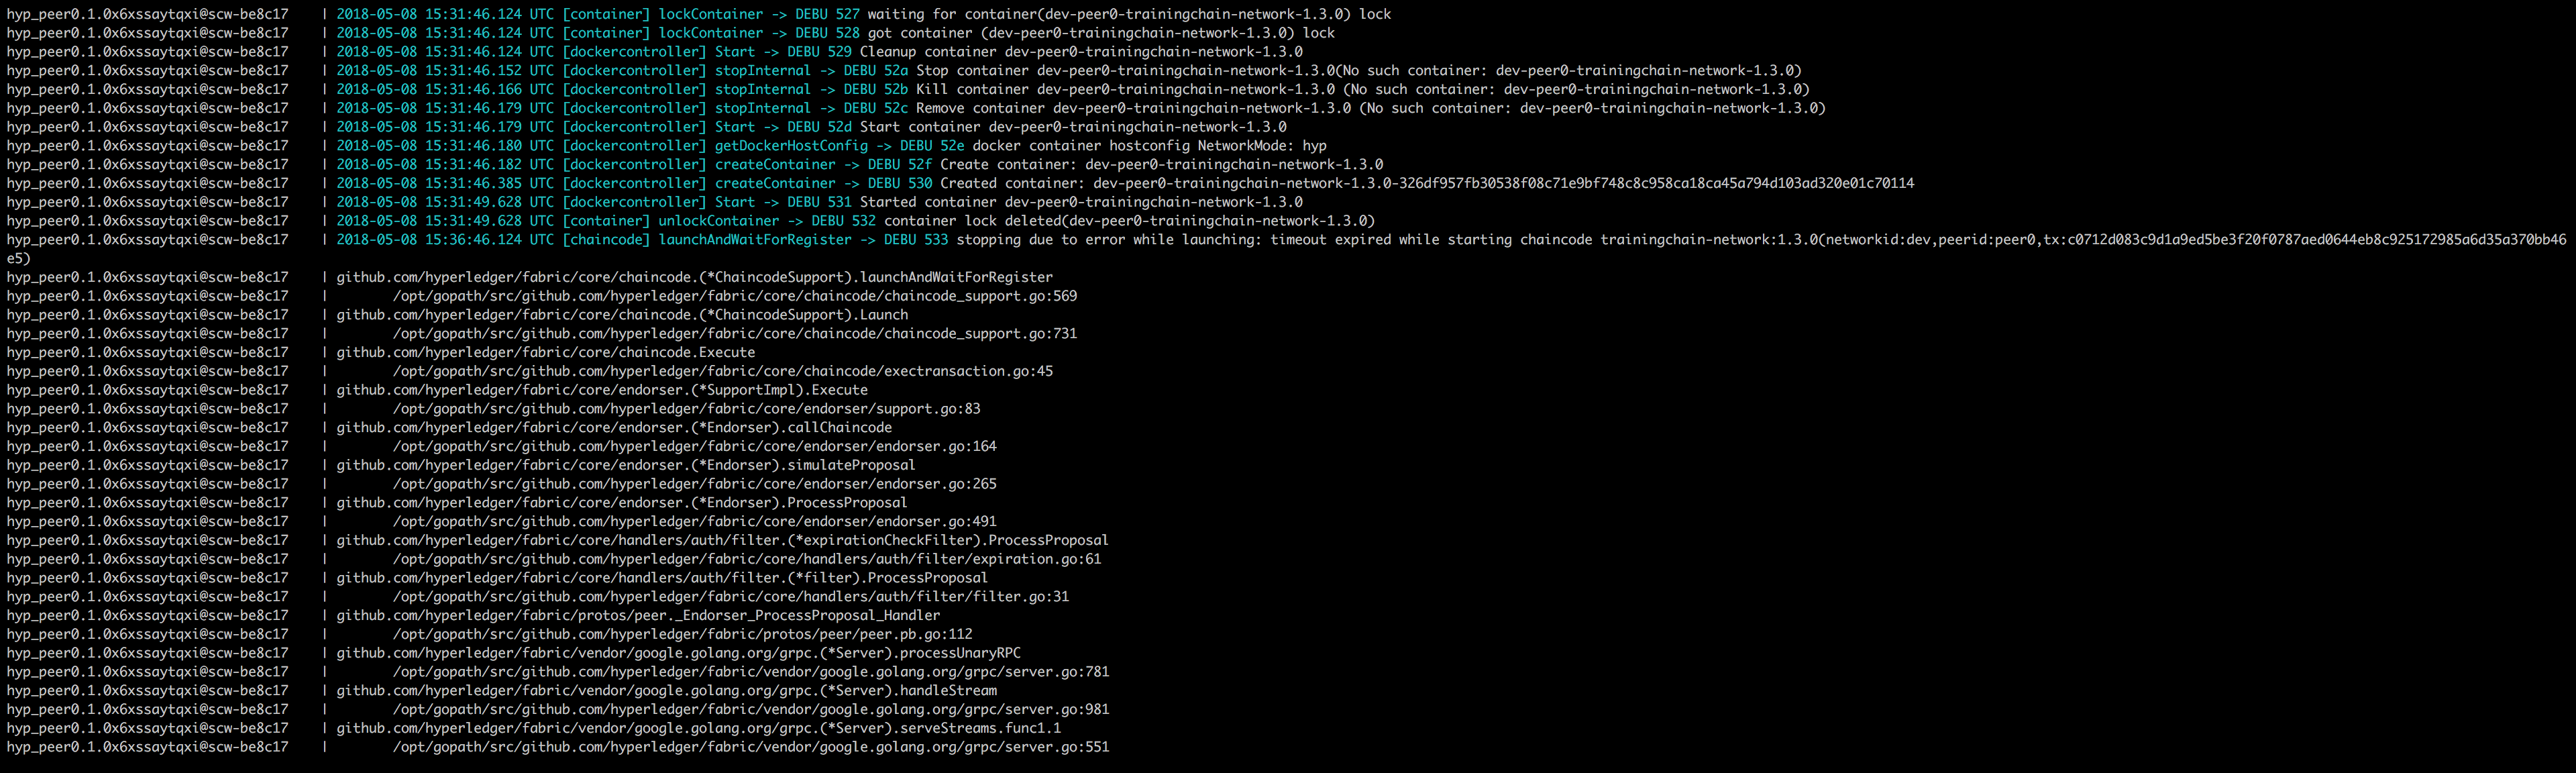 hyp_peer0.1.0x6xssaytqxi@scw-be8c17    | 2018-05-08 15:31:46.124 UTC [container] lockContainer -> DEBU 527 waiting for container(dev-peer0-trainingchain-network-1.3.0) lock
hyp_peer0.1.0x6xssaytqxi@scw-be8c17    | 2018-05-08 15:31:46.124 UTC [container] lockContainer -> DEBU 528 got container (dev-peer0-trainingchain-network-1.3.0) lock
hyp_peer0.1.0x6xssaytqxi@scw-be8c17    | 2018-05-08 15:31:46.124 UTC [dockercontroller] Start -> DEBU 529 Cleanup container dev-peer0-trainingchain-network-1.3.0
hyp_peer0.1.0x6xssaytqxi@scw-be8c17    | 2018-05-08 15:31:46.152 UTC [dockercontroller] stopInternal -> DEBU 52a Stop container dev-peer0-trainingchain-network-1.3.0(No such container: dev-peer0-trainingchain-network-1.3.0)
hyp_peer0.1.0x6xssaytqxi@scw-be8c17    | 2018-05-08 15:31:46.166 UTC [dockercontroller] stopInternal -> DEBU 52b Kill container dev-peer0-trainingchain-network-1.3.0 (No such container: dev-peer0-trainingchain-network-1.3.0)
hyp_peer0.1.0x6xssaytqxi@scw-be8c17    | 2018-05-08 15:31:46.179 UTC [dockercontroller] stopInternal -> DEBU 52c Remove container dev-peer0-trainingchain-network-1.3.0 (No such container: dev-peer0-trainingchain-network-1.3.0)
hyp_peer0.1.0x6xssaytqxi@scw-be8c17    | 2018-05-08 15:31:46.179 UTC [dockercontroller] Start -> DEBU 52d Start container dev-peer0-trainingchain-network-1.3.0
hyp_peer0.1.0x6xssaytqxi@scw-be8c17    | 2018-05-08 15:31:46.180 UTC [dockercontroller] getDockerHostConfig -> DEBU 52e docker container hostconfig NetworkMode: hyp
hyp_peer0.1.0x6xssaytqxi@scw-be8c17    | 2018-05-08 15:31:46.182 UTC [dockercontroller] createContainer -> DEBU 52f Create container: dev-peer0-trainingchain-network-1.3.0
hyp_peer0.1.0x6xssaytqxi@scw-be8c17    | 2018-05-08 15:31:46.385 UTC [dockercontroller] createContainer -> DEBU 530 Created container: dev-peer0-trainingchain-network-1.3.0-326df957fb30538f08c71e9bf748c8c958ca18ca45a794d103ad320e01c70114
hyp_peer0.1.0x6xssaytqxi@scw-be8c17    | 2018-05-08 15:31:49.628 UTC [dockercontroller] Start -> DEBU 531 Started container dev-peer0-trainingchain-network-1.3.0
hyp_peer0.1.0x6xssaytqxi@scw-be8c17    | 2018-05-08 15:31:49.628 UTC [container] unlockContainer -> DEBU 532 container lock deleted(dev-peer0-trainingchain-network-1.3.0)
hyp_peer0.1.0x6xssaytqxi@scw-be8c17    | 2018-05-08 15:36:46.124 UTC [chaincode] launchAndWaitForRegister -> DEBU 533 stopping due to error while launching: timeout expired while starting chaincode trainingchain-network:1.3.0(networkid:dev,peerid:peer0,tx:c0712d083c9d1a9ed5be3f20f0787aed0644eb8c925172985a6d35a370bb46
e5)
hyp_peer0.1.0x6xssaytqxi@scw-be8c17    | github.com/hyperledger/fabric/core/chaincode.(*ChaincodeSupport).launchAndWaitForRegister
hyp_peer0.1.0x6xssaytqxi@scw-be8c17    |        /opt/gopath/src/github.com/hyperledger/fabric/core/chaincode/chaincode_support.go:569
hyp_peer0.1.0x6xssaytqxi@scw-be8c17    | github.com/hyperledger/fabric/core/chaincode.(*ChaincodeSupport).Launch
hyp_peer0.1.0x6xssaytqxi@scw-be8c17    |        /opt/gopath/src/github.com/hyperledger/fabric/core/chaincode/chaincode_support.go:731
hyp_peer0.1.0x6xssaytqxi@scw-be8c17    | github.com/hyperledger/fabric/core/chaincode.Execute
hyp_peer0.1.0x6xssaytqxi@scw-be8c17    |        /opt/gopath/src/github.com/hyperledger/fabric/core/chaincode/exectransaction.go:45
hyp_peer0.1.0x6xssaytqxi@scw-be8c17    | github.com/hyperledger/fabric/core/endorser.(*SupportImpl).Execute
hyp_peer0.1.0x6xssaytqxi@scw-be8c17    |        /opt/gopath/src/github.com/hyperledger/fabric/core/endorser/support.go:83
hyp_peer0.1.0x6xssaytqxi@scw-be8c17    | github.com/hyperledger/fabric/core/endorser.(*Endorser).callChaincode
hyp_peer0.1.0x6xssaytqxi@scw-be8c17    |        /opt/gopath/src/github.com/hyperledger/fabric/core/endorser/endorser.go:164
hyp_peer0.1.0x6xssaytqxi@scw-be8c17    | github.com/hyperledger/fabric/core/endorser.(*Endorser).simulateProposal
hyp_peer0.1.0x6xssaytqxi@scw-be8c17    |        /opt/gopath/src/github.com/hyperledger/fabric/core/endorser/endorser.go:265
hyp_peer0.1.0x6xssaytqxi@scw-be8c17    | github.com/hyperledger/fabric/core/endorser.(*Endorser).ProcessProposal
hyp_peer0.1.0x6xssaytqxi@scw-be8c17    |        /opt/gopath/src/github.com/hyperledger/fabric/core/endorser/endorser.go:491
hyp_peer0.1.0x6xssaytqxi@scw-be8c17    | github.com/hyperledger/fabric/core/handlers/auth/filter.(*expirationCheckFilter).ProcessProposal
hyp_peer0.1.0x6xssaytqxi@scw-be8c17    |        /opt/gopath/src/github.com/hyperledger/fabric/core/handlers/auth/filter/expiration.go:61
hyp_peer0.1.0x6xssaytqxi@scw-be8c17    | github.com/hyperledger/fabric/core/handlers/auth/filter.(*filter).ProcessProposal
hyp_peer0.1.0x6xssaytqxi@scw-be8c17    |        /opt/gopath/src/github.com/hyperledger/fabric/core/handlers/auth/filter/filter.go:31
hyp_peer0.1.0x6xssaytqxi@scw-be8c17    | github.com/hyperledger/fabric/protos/peer._Endorser_ProcessProposal_Handler
hyp_peer0.1.0x6xssaytqxi@scw-be8c17    |        /opt/gopath/src/github.com/hyperledger/fabric/protos/peer/peer.pb.go:112
hyp_peer0.1.0x6xssaytqxi@scw-be8c17    | github.com/hyperledger/fabric/vendor/google.golang.org/grpc.(*Server).processUnaryRPC
hyp_peer0.1.0x6xssaytqxi@scw-be8c17    |        /opt/gopath/src/github.com/hyperledger/fabric/vendor/google.golang.org/grpc/server.go:781
hyp_peer0.1.0x6xssaytqxi@scw-be8c17    | github.com/hyperledger/fabric/vendor/google.golang.org/grpc.(*Server).handleStream
hyp_peer0.1.0x6xssaytqxi@scw-be8c17    |        /opt/gopath/src/github.com/hyperledger/fabric/vendor/google.golang.org/grpc/server.go:981
hyp_peer0.1.0x6xssaytqxi@scw-be8c17    | github.com/hyperledger/fabric/vendor/google.golang.org/grpc.(*Server).serveStreams.func1.1
hyp_peer0.1.0x6xssaytqxi@scw-be8c17    |        /opt/gopath/src/github.com/hyperledger/fabric/vendor/google.golang.org/grpc/server.go:551